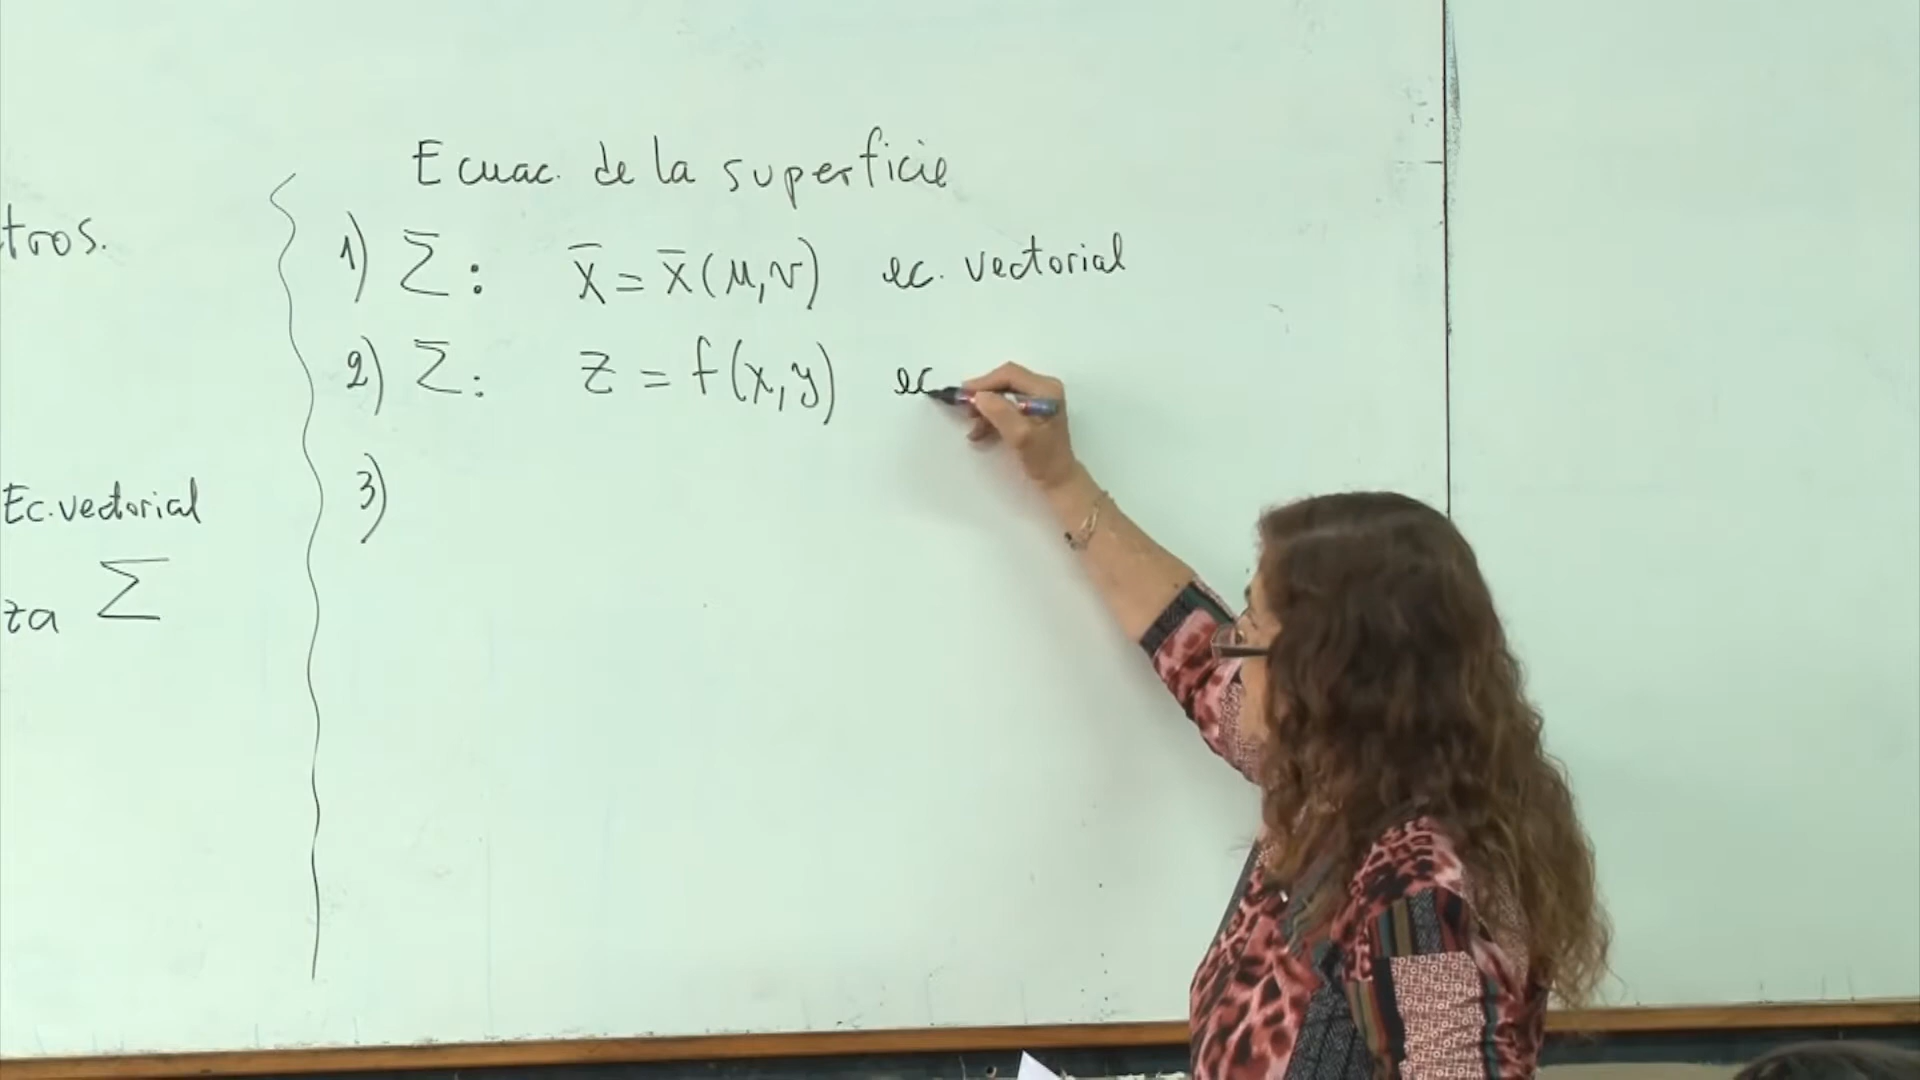 tros.
Ec. vectorial
za Σ
Ecuac. de la superficie
1) Σ: x̄ = x̄(μ,v) ec. vectorial
2) Σ: z = f(x,y) ec
3)